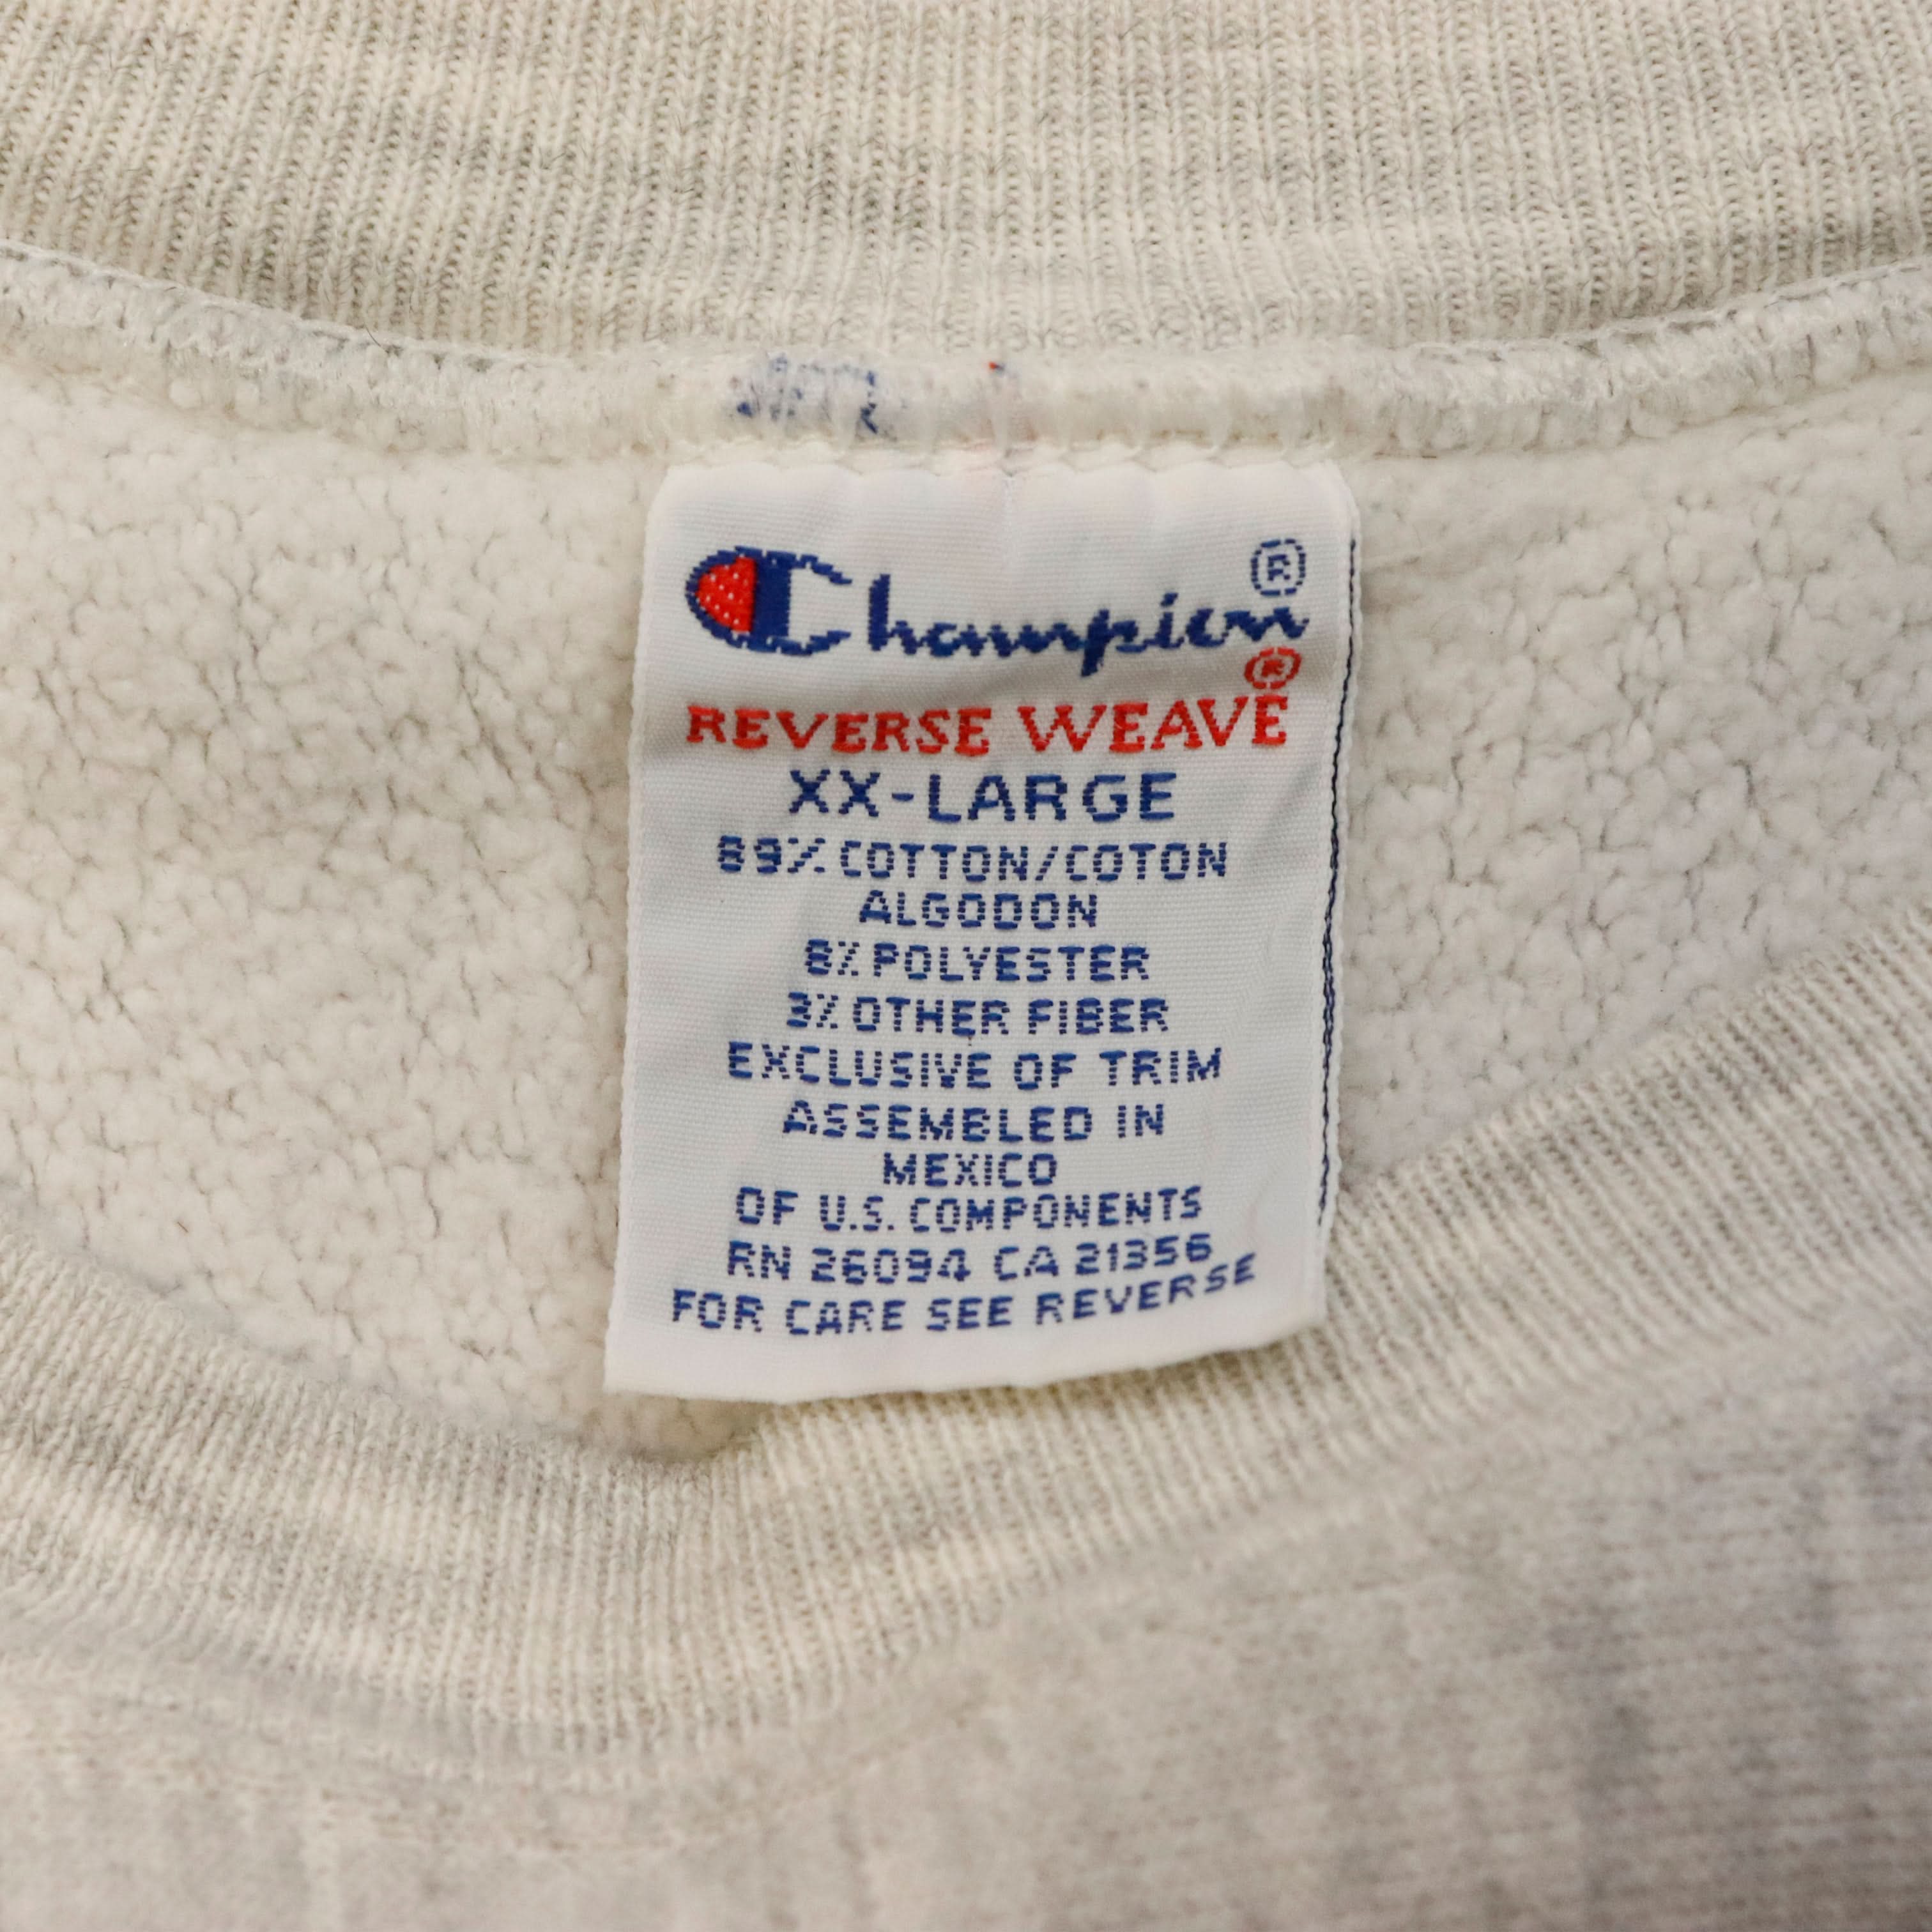 Champion®
REVERSE WEAVE®
XX-LARGE
89% COTTON/COTON
ALGODON
8% POLYESTER
3% OTHER FIBER
EXCLUSIVE OF TRIM
ASSEMBLED IN
MEXICO
OF U.S. COMPONENTS
RN 26094 CA 21356
FOR CARE SEE REVERSE